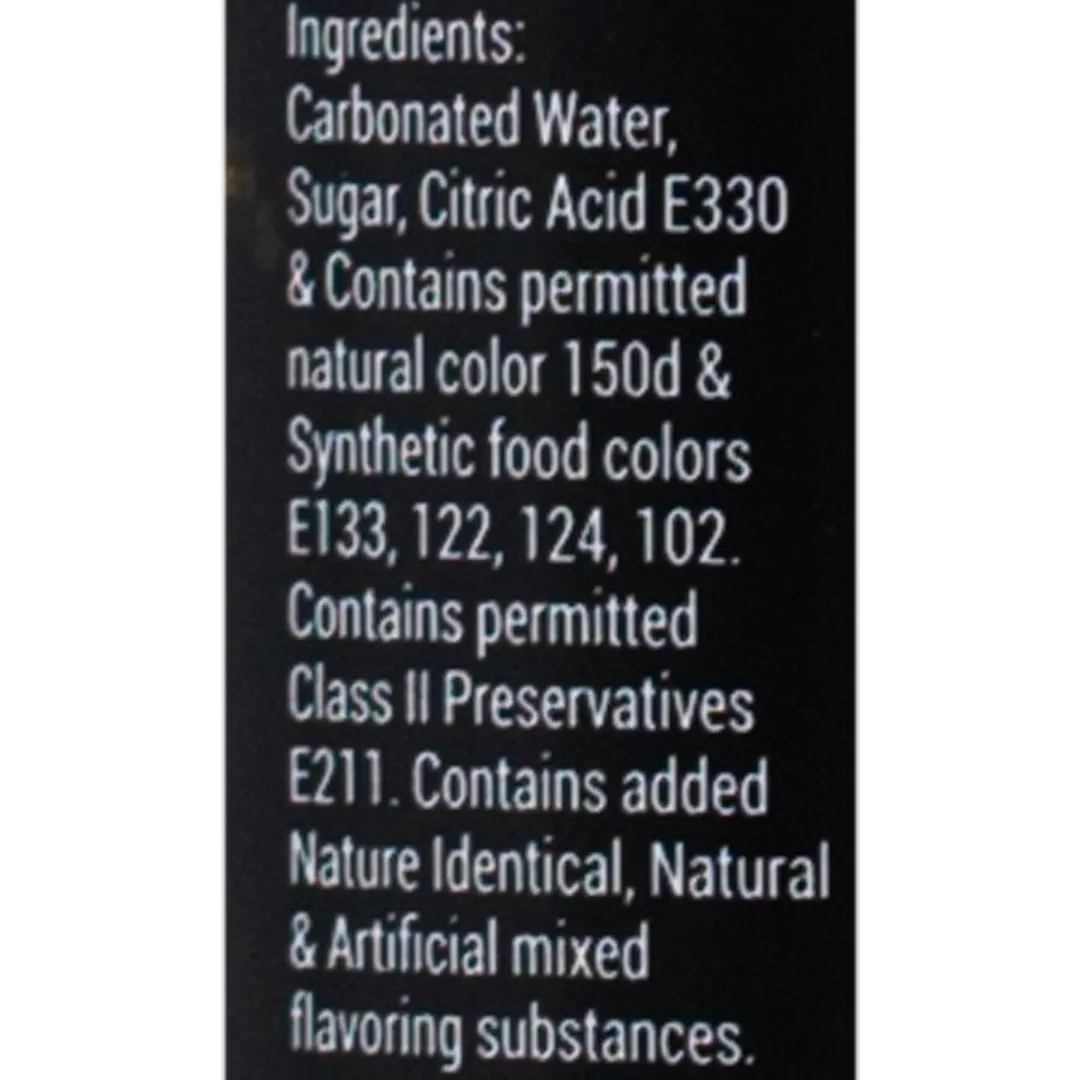 Ingredients:
Carbonated Water,
Sugar, Citric Acid E330
& Contains permitted
natural color 150d &
Synthetic food colors
E133, 122, 124, 102.
Contains permitted
Class II Preservatives
E211. Contains added
Nature Identical, Natural
& Artificial mixed
flavoring substances.